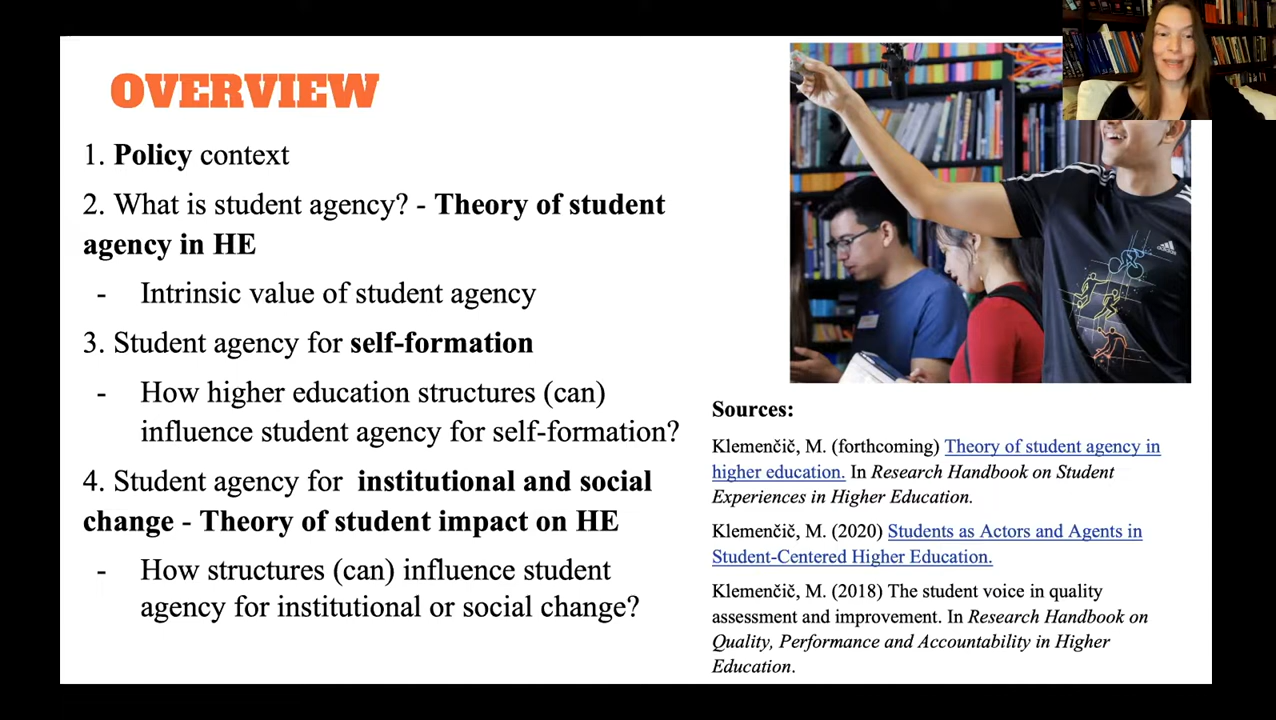 OVERVIEW
1. Policy context
2. What is student agency? - Theory of student
agency in HE
- Intrinsic value of student agency
3. Student agency for self-formation
- How higher education structures (can)
influence student agency for self-formation?
4. Student agency for institutional and social
change - Theory of student impact on HE
- How structures (can) influence student
agency for institutional or social change?
Sources:
Klemenčič, M. (forthcoming) Theory of student agency in
higher education. In Research Handbook on Student
Experiences in Higher Education.
Klemenčič, M. (2020) Students as Actors and Agents in
Student-Centered Higher Education.
Klemenčič, M. (2018) The student voice in quality
assessment and improvement. In Research Handbook on
Quality, Performance and Accountability in Higher
Education.